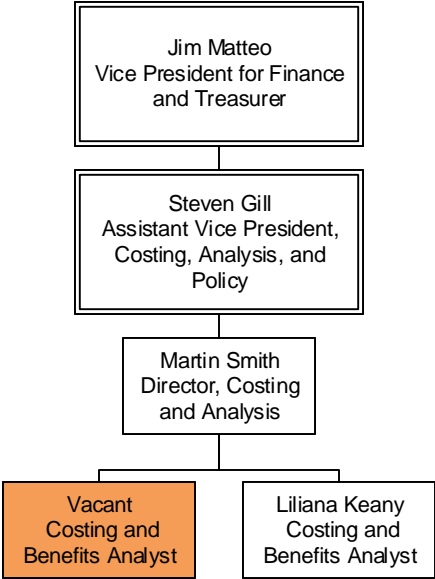 Jim Matteo
Vice President for Finance
and Treasurer
Steven Gill
Assistant Vice President,
Costing, Analysis, and
Policy
Martin Smith
Director, Costing
and Analysis
Vacant
Costing and
Benefits Analyst
Liliana Keany
Costing and
Benefits Analyst